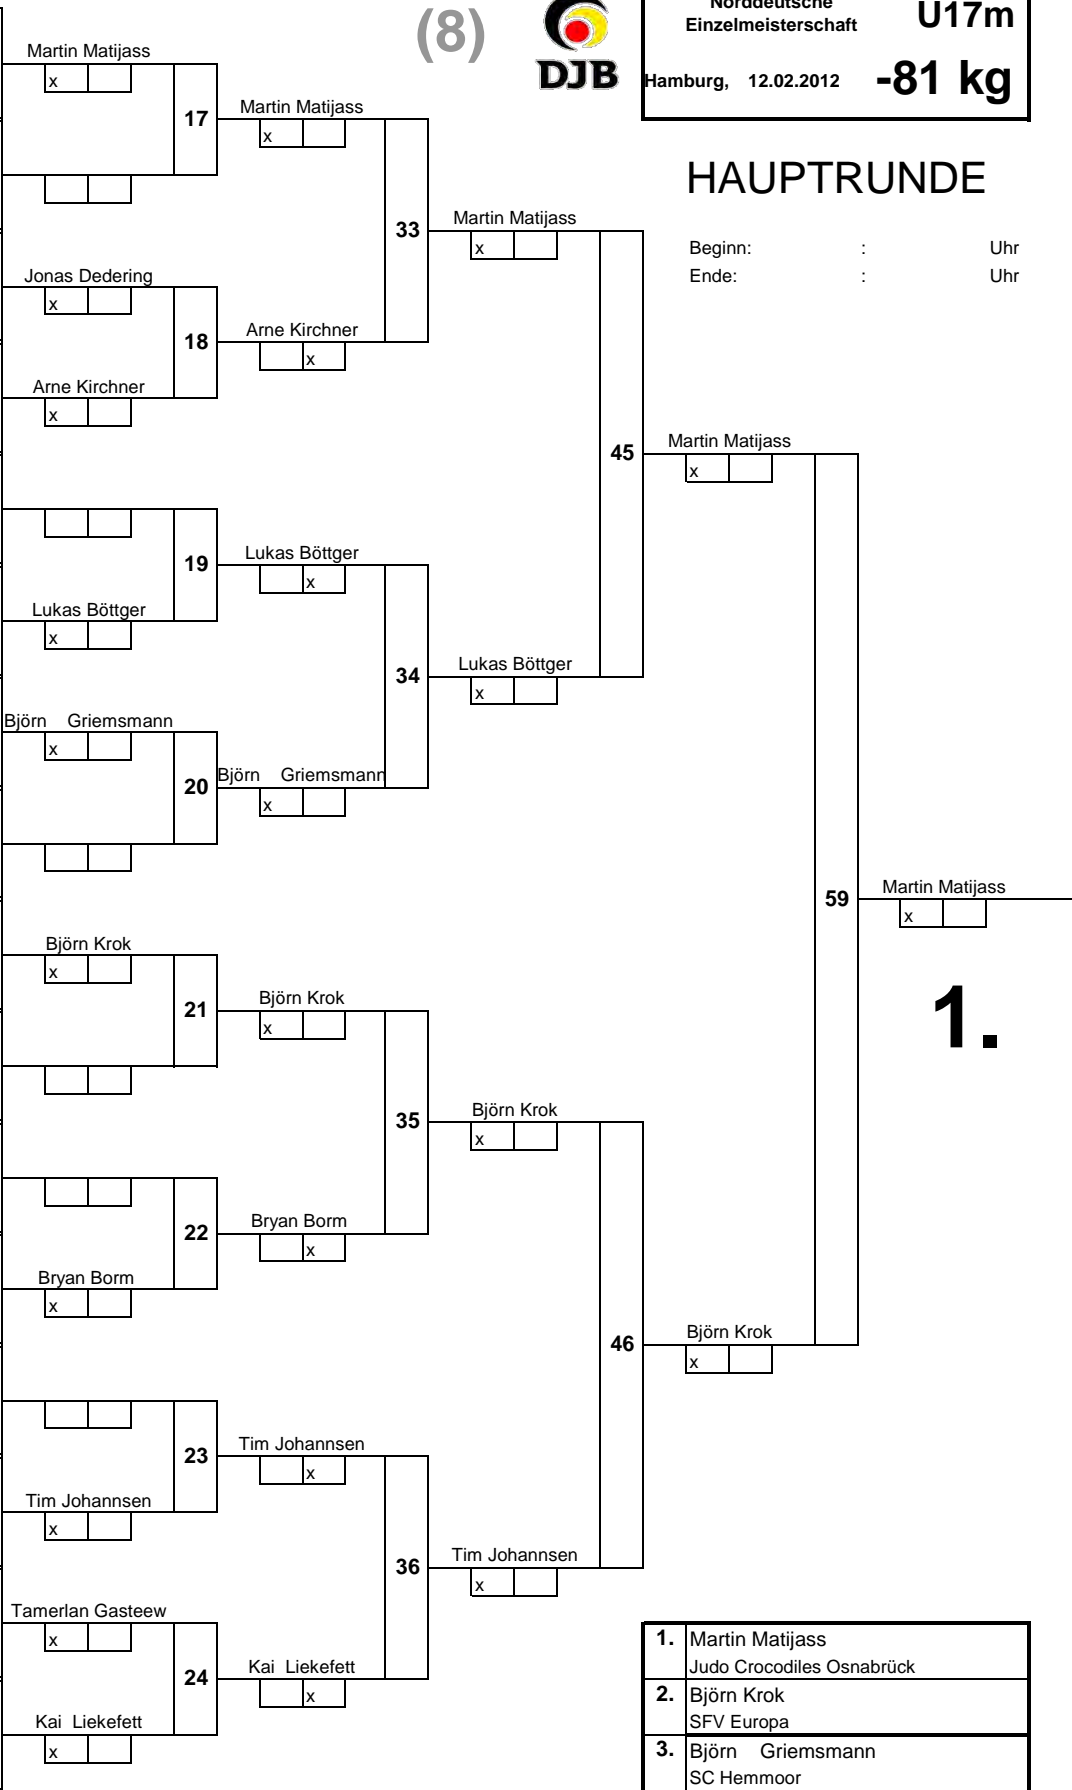 (8)
DJB
Norddeutsche
Einzelmeisterschaft
U17m
Hamburg, 12.02.2012
-81 kg
HAUPTRUNDE
Beginn: : Uhr
Ende: : Uhr
Martin Matijass
x
17
Martin Matijass
x
33
Martin Matijass
x
Jonas Dedering
x
18
Arne Kirchner
x
Arne Kirchner
x
45
Martin Matijass
x
19
Lukas Böttger
x
Lukas Böttger
x
34
Lukas Böttger
x
Björn Griemsmann
x
20
Björn Griemsmann
x
59
Martin Matijass
x
1.
Björn Krok
x
21
Björn Krok
x
35
Björn Krok
x
22
Bryan Borm
x
Bryan Borm
x
46
Björn Krok
x
23
Tim Johannsen
x
Tim Johannsen
x
36
Tim Johannsen
x
Tamerlan Gasteew
x
24
Kai Liekefett
x
Kai Liekefett
x
1. Martin Matijass
Judo Crocodiles Osnabrück
2. Björn Krok
SFV Europa
3. Björn Griemsmann
SC Hemmoor